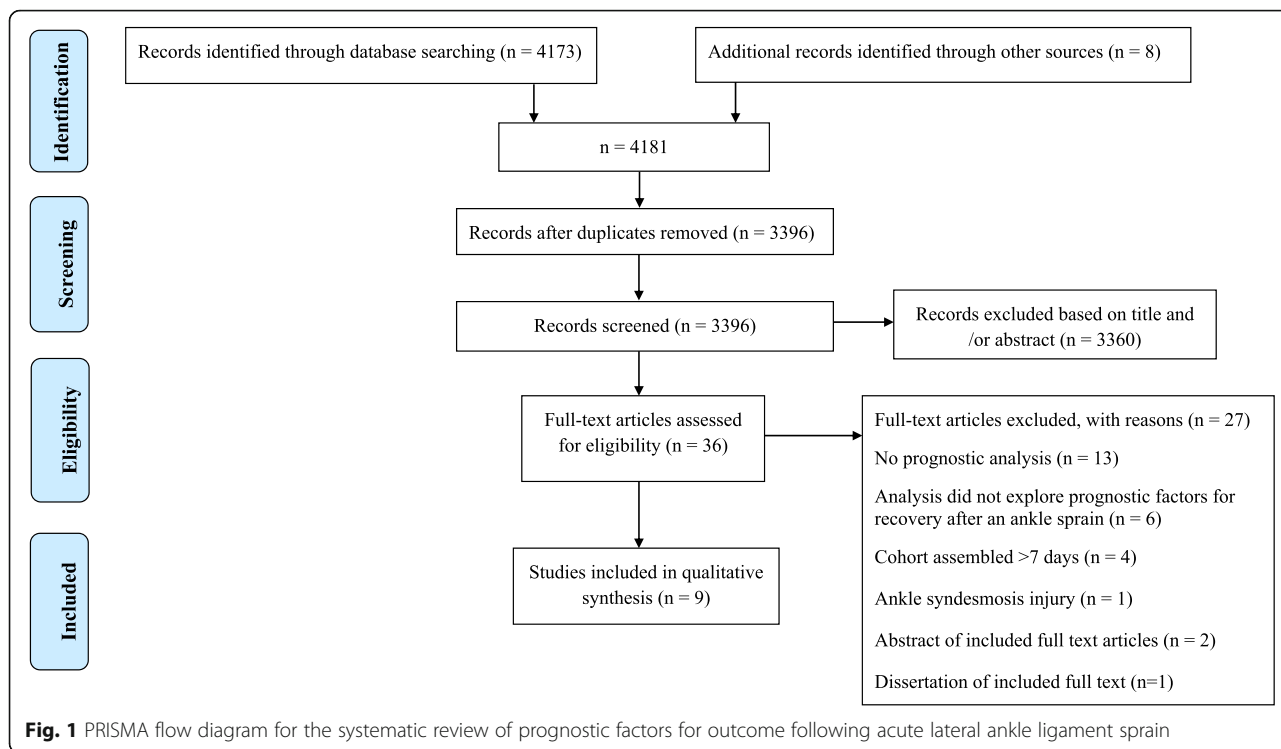 Identification
Records identified through database searching (n = 4173)
Additional records identified through other sources (n = 8)
n = 4181
Screening
Records after duplicates removed (n = 3396)
Records screened (n = 3396)
Records excluded based on title and
/or abstract (n = 3360)
Eligibility
Full-text articles assessed
for eligibility (n = 36)
Full-text articles excluded, with reasons (n = 27)
No prognostic analysis (n = 13)
Analysis did not explore prognostic factors for
recovery after an ankle sprain (n = 6)
Cohort assembled >7 days (n = 4)
Ankle syndesmosis injury (n = 1)
Abstract of included full text articles (n = 2)
Dissertation of included full text (n=1)
Included
Studies included in qualitative
synthesis (n = 9)
Fig. 1 PRISMA flow diagram for the systematic review of prognostic factors for outcome following acute lateral ankle ligament sprain